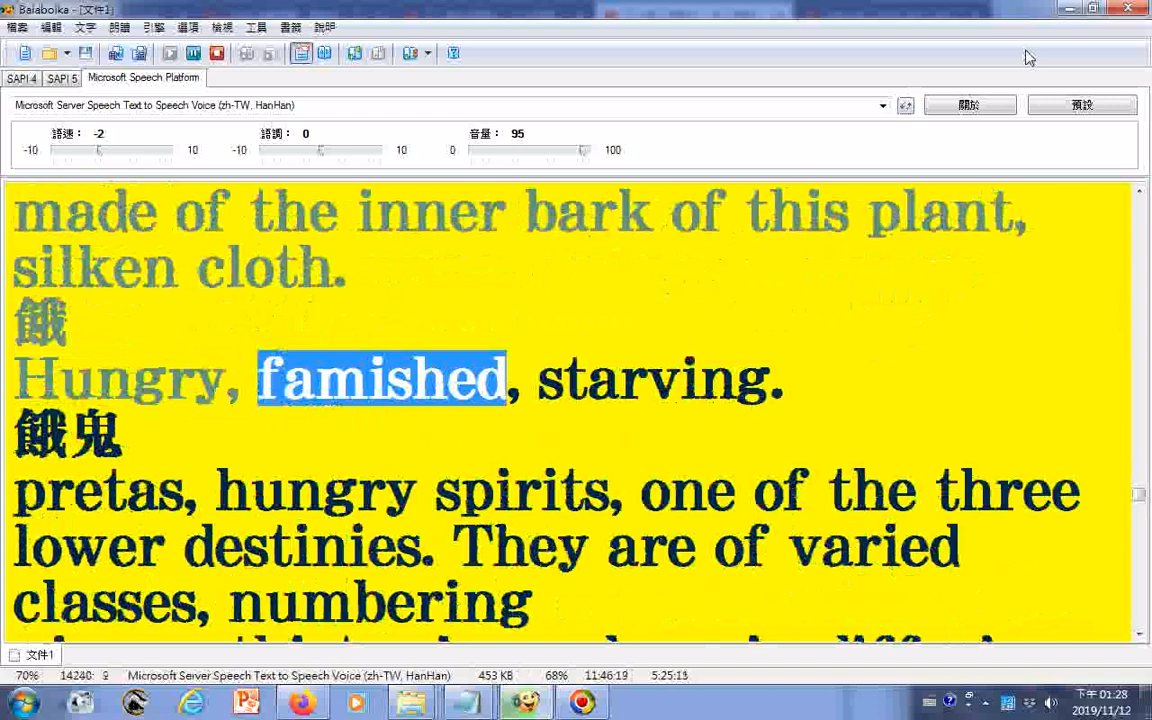 Balabolka - [文件1]
檔案 編輯 文字 朗讀 引擎 選項 檢視 工具 書籤 說明
SAPI 4 SAPI 5 Microsoft Speech Platform
Microsoft Server Speech Text to Speech Voice (zh-TW, HanHan)
關於 預設
語速： -2 語調： 0 音量： 95
-10 10 -10 10 0 100
made of the inner bark of this plant,
silken cloth.
餓
Hungry, famished, starving.
餓鬼
pretas, hungry spirits, one of the three
lower destinies. They are of varied
classes, numbering
文件1
70% 14240: 9 Microsoft Server Speech Text to Speech Voice (zh-TW, HanHan) 453 KB 68% 11:46:19 5:25:13
下午 01:28
2019/11/12